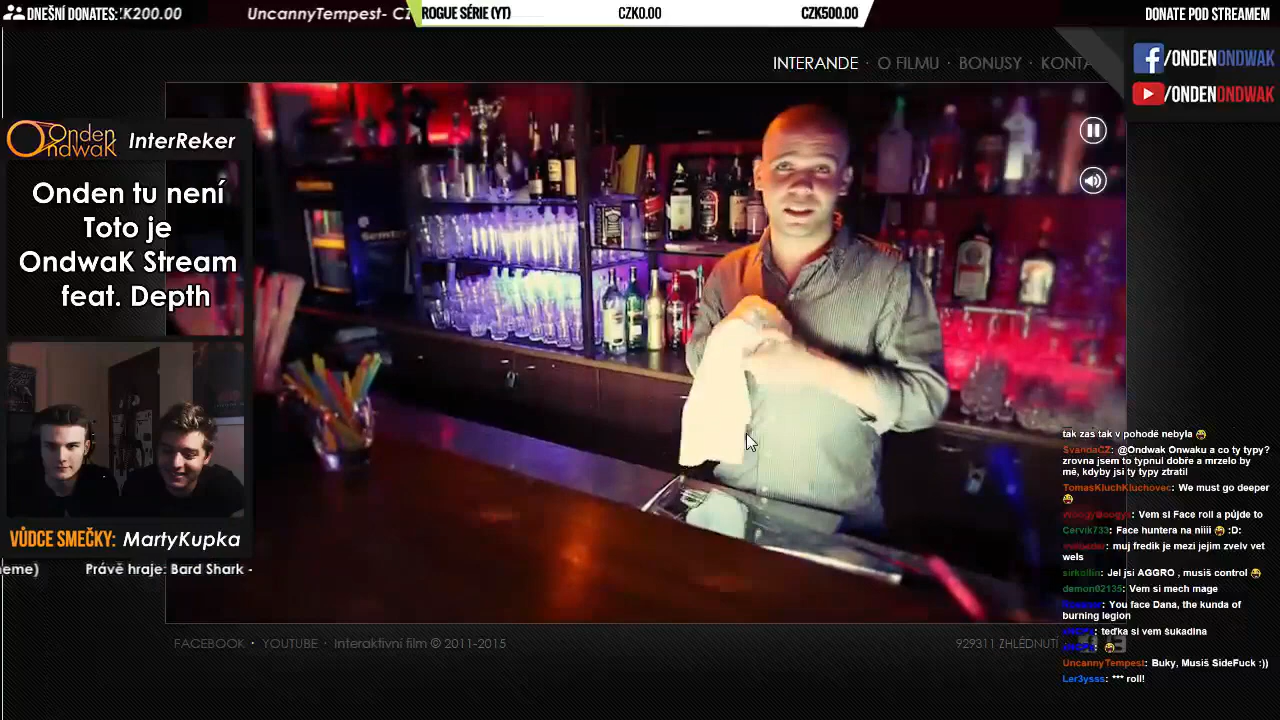 DNEŠNÍ DONATES:
ZK200.00
UncannyTempest- CZ
ROGUE SÉRIE (YT)
CZK0.00
CZK500.00
DONATE POD STREAMEM
INTERANDE · O FILMU · BONUSY · KONTA
/ONDENONDWAK
/ONDENONDWAK
Onden
OndwaK
InterReker
Onden tu není
Toto je
OndwaK Stream
feat. Depth
VŮDCE SMEČKY: MartyKupka
neme)
Právě hraje: Bard Shark -
FACEBOOK · YOUTUBE · Interaktivní film © 2011-2015
929311 ZHLÉDNUTÍ
tak zas tak v pohodě nebyla
SvandaCZ: @Ondwak Onwaku a co ty typy?
zrovna jsem to typnul dobře a mrzelo by
mě, kdyby jsi ty typy ztratil
TomasKluchKluchovec: We must go deeper
: Vem si Face roll a půjde to
Cervik733: Face huntera na niiii :D:
: muj fredik je mezi jejim zvelv vet
wels
sirkollin: Jel jsi AGGRO , musiš control
demon02135: Vem si mech mage
: You face Dana, the kunda of
burning legion
: teďka si vem šukadina
UncannyTempest: Buky, Musiš SideFuck :))
Ler3ysss: *** roll!